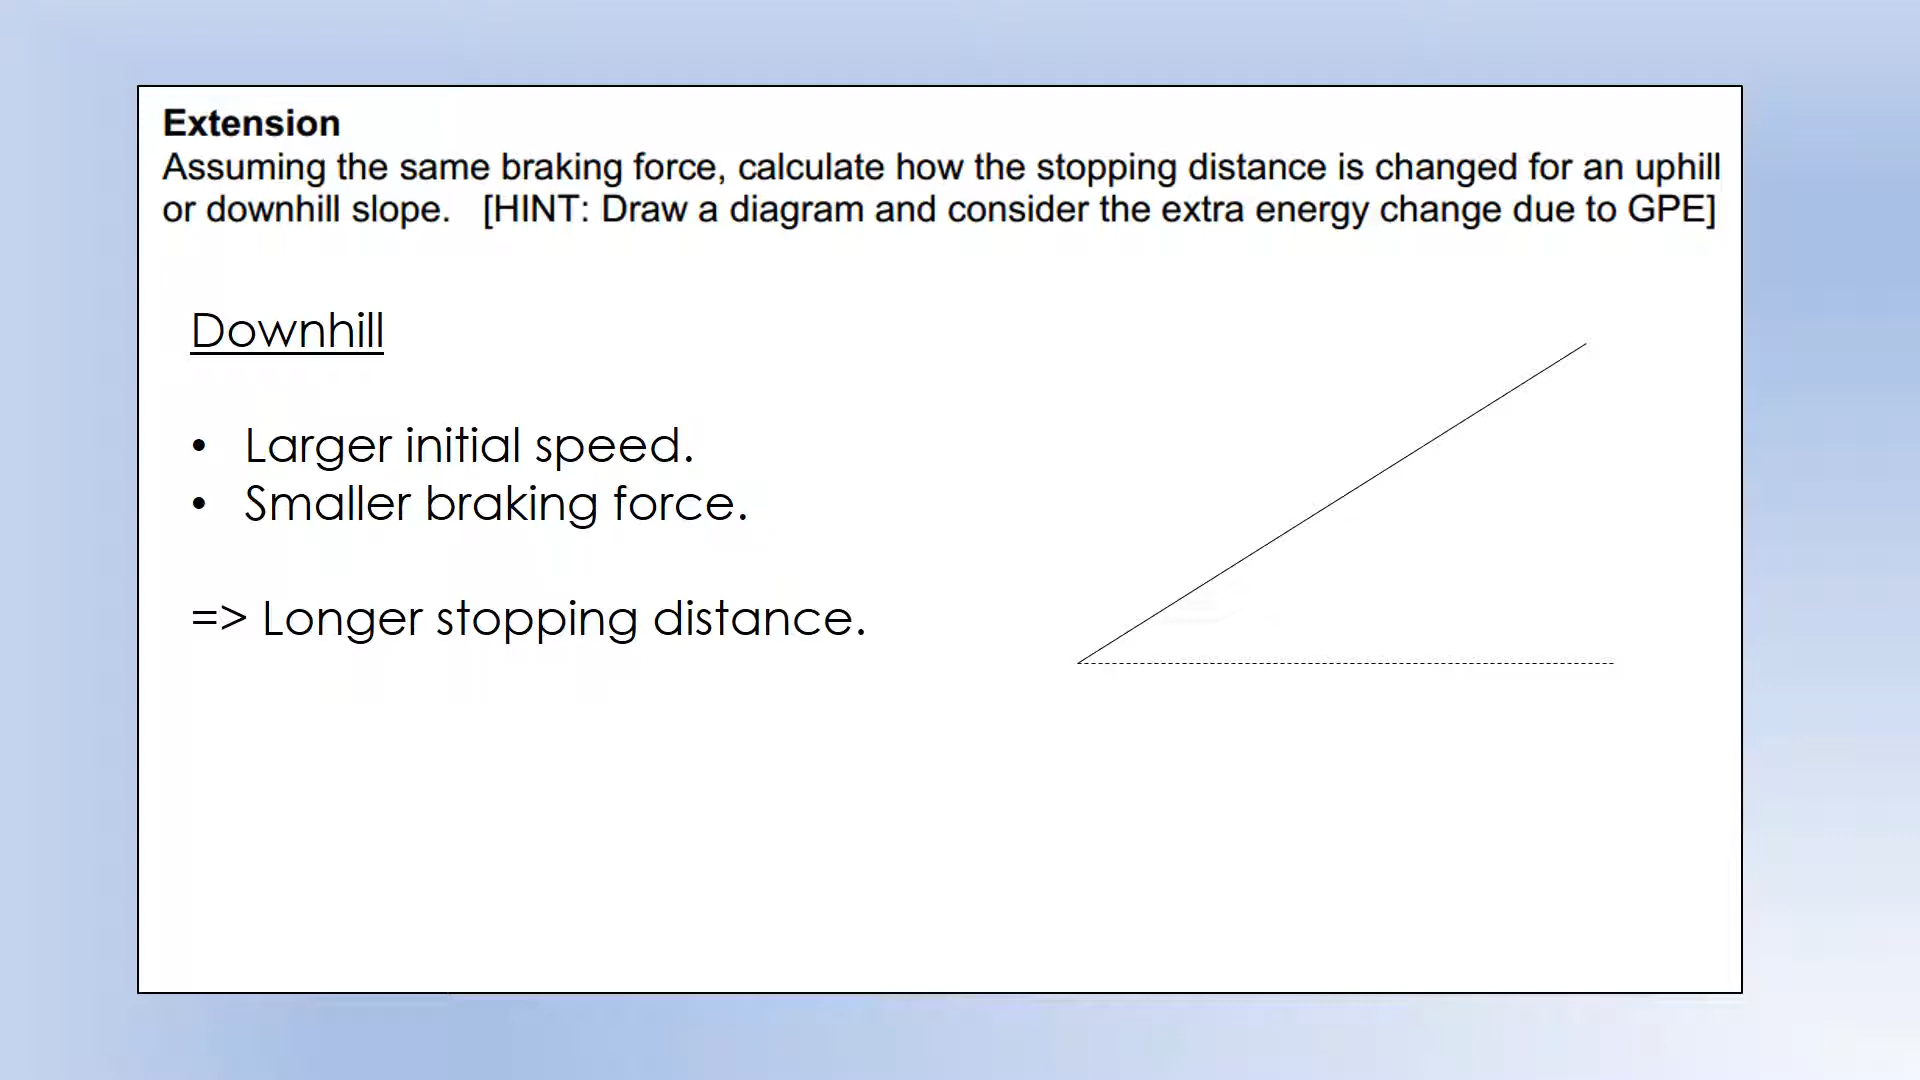 Extension
Assuming the same braking force, calculate how the stopping distance is changed for an uphill
or downhill slope. [HINT: Draw a diagram and consider the extra energy change due to GPE]
Downhill
• Larger initial speed.
• Smaller braking force.
=> Longer stopping distance.